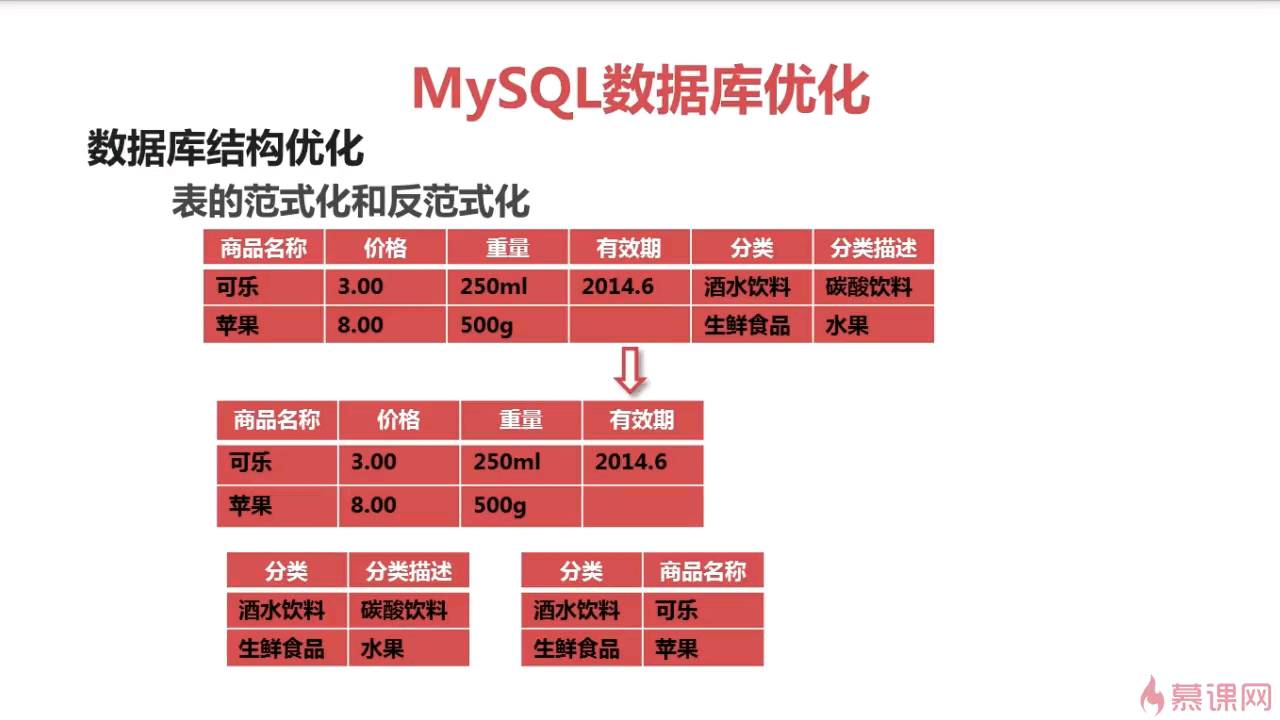 MySQL数据库优化
数据库结构优化
表的范式化和反范式化
商品名称 价格 重量 有效期 分类 分类描述
可乐 3.00 250ml 2014.6 酒水饮料 碳酸饮料
苹果 8.00 500g 生鲜食品 水果
商品名称 价格 重量 有效期
可乐 3.00 250ml 2014.6
苹果 8.00 500g
分类 分类描述
酒水饮料 碳酸饮料
生鲜食品 水果
分类 商品名称
酒水饮料 可乐
生鲜食品 苹果
慕课网